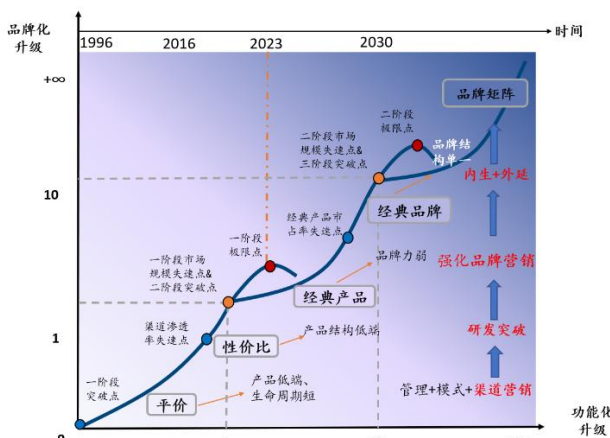 品牌化
升级
时间
1996
2016
2023
2030
+∞
品牌矩阵
二阶段
极限点
二阶段市场
规模失速点&
三阶段突破点
品牌结
构单一
内生+外延
10
经典品牌
经典产品市
占率失速点
一阶段
极限点
一阶段市场
规模失速点&
二阶段突破点
品牌力弱
强化品牌营销
经典产品
1
渠道渗透
率失速点
性价比
产品结构低端
研发突破
一阶段
突破点
平价
产品低端、
生命周期短
管理+模式+渠道营销
功能化
升级